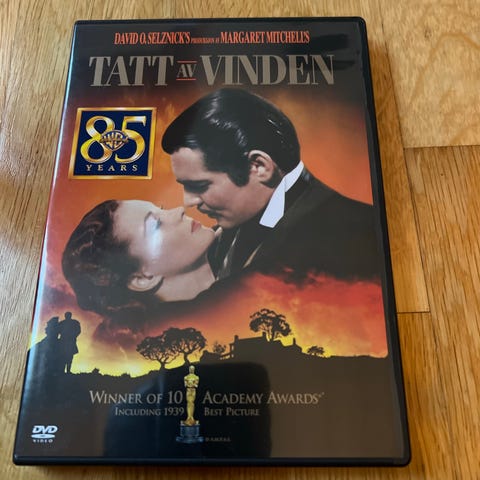 DAVID O. SELZNICK'S PRODUCTION OF MARGARET MITCHELL'S
TATT AV VINDEN
85
WB
YEARS
WINNER OF 10 ACADEMY AWARDS®
INCLUDING 1939 BEST PICTURE
©A.M.P.A.S.®
DVD
VIDEO